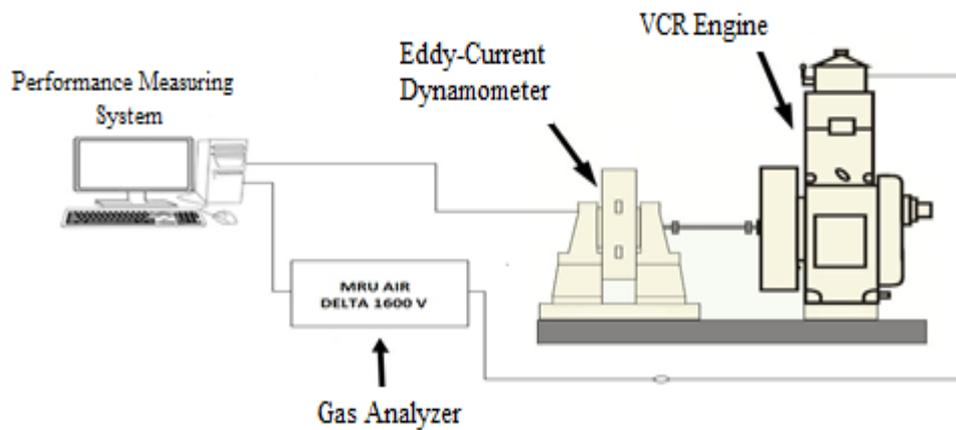 VCR Engine
Eddy-Current
Dynamometer
Performance Measuring
System
MRU AIR
DELTA 1600 V
Gas Analyzer